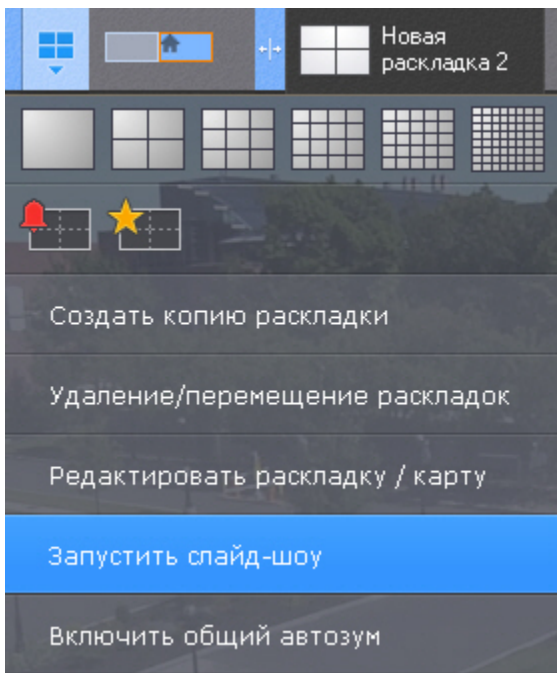 Новая
раскладка 2
Создать копию раскладки
Удаление/перемещение раскладок
Редактировать раскладку / карту
Запустить слайд-шоу
Включить общий автозум